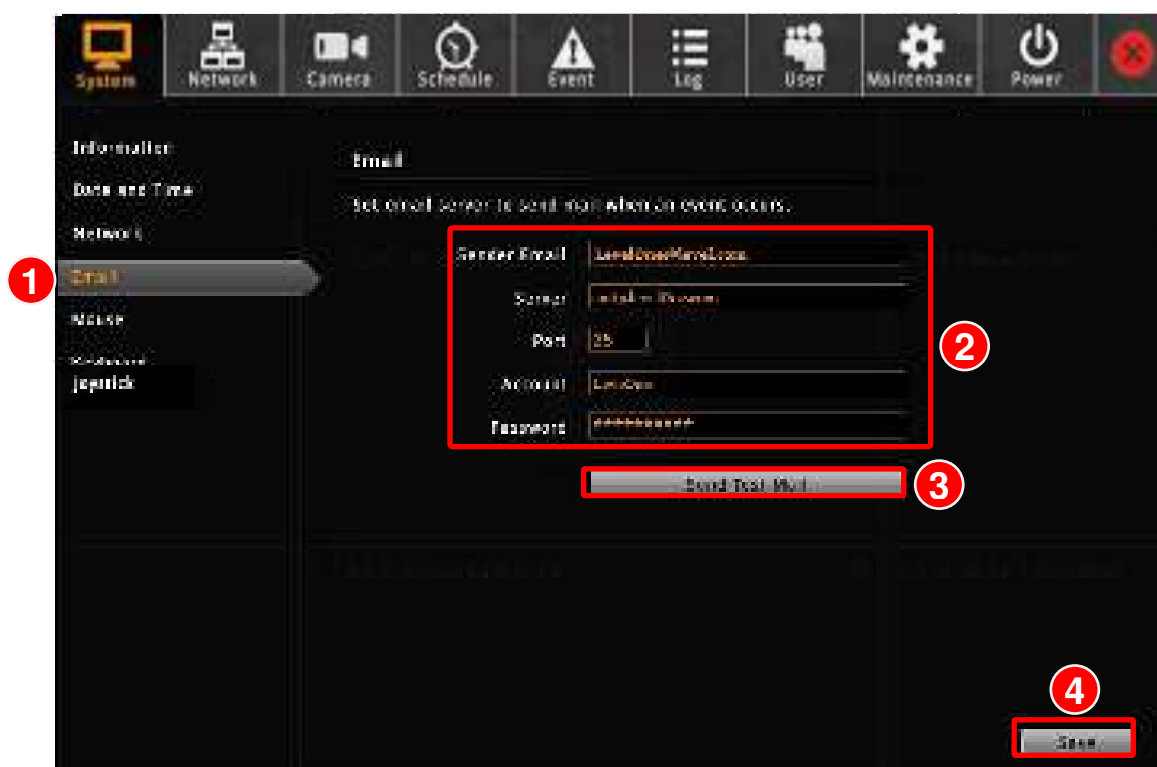 System Network Camera Schedule Event Log User Maintenance Power
Information
Date and Time
Network
1 Email
Mouse
Keyboard
Joystick
Email
Set email server to send mail when an event occurs.
Sender Email
Server
Port 25
Account
Password **********
2
Send Test Mail 3
4
Save